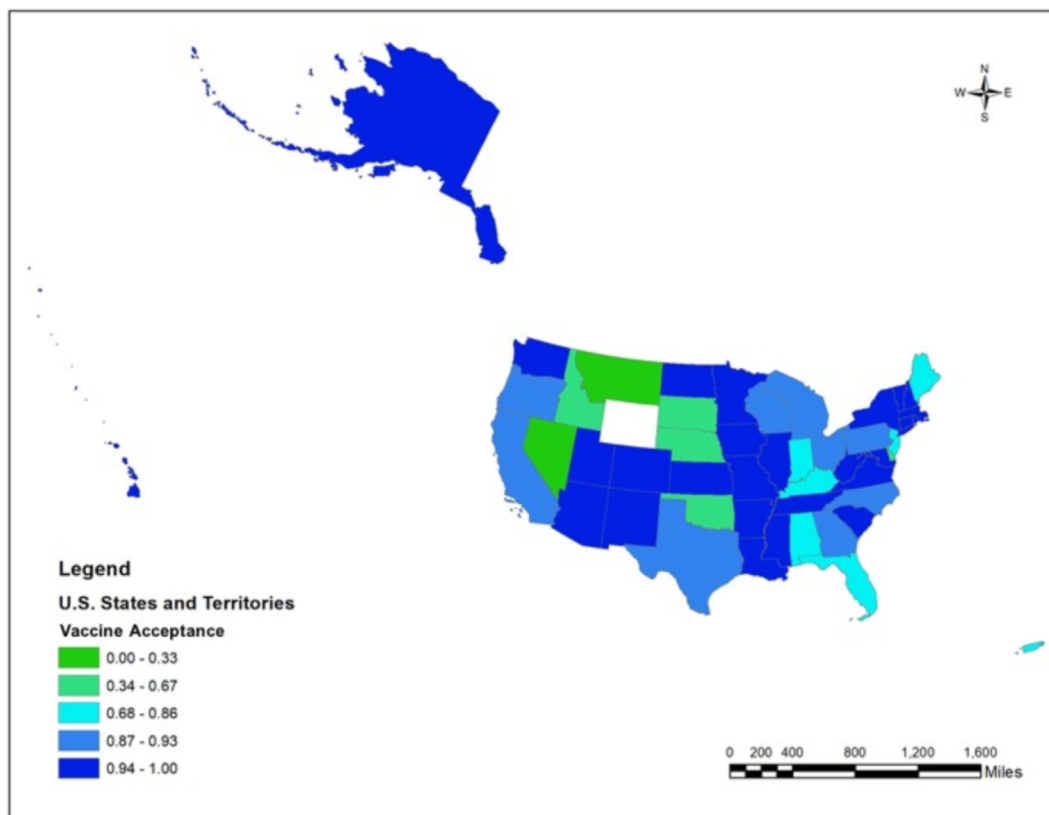 N
W E
S
Legend
U.S. States and Territories
Vaccine Acceptance
0.00 - 0.33
0.34 - 0.67
0.68 - 0.86
0.87 - 0.93
0.94 - 1.00
0 200 400 800 1,200 1,600
Miles